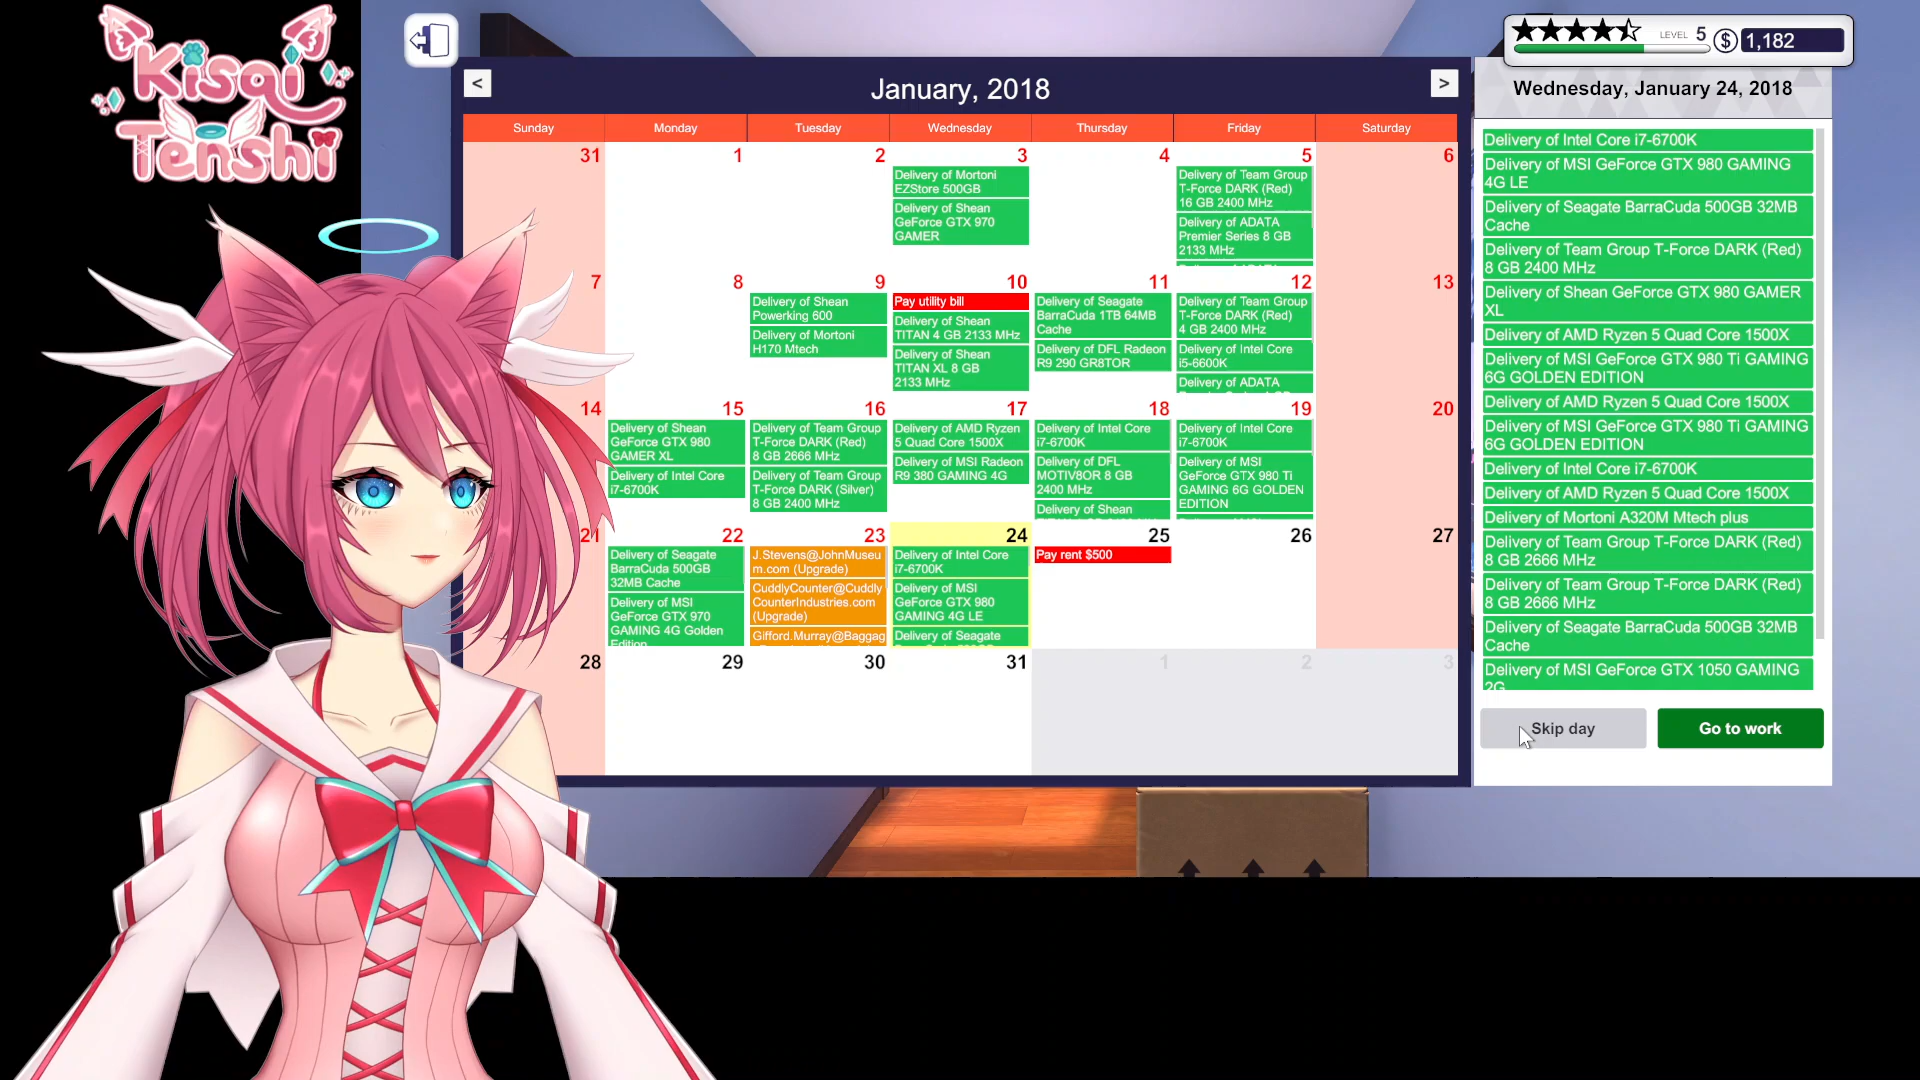 Kisai
Tenshi
LEVEL 5
$ 1,182
<
January, 2018
>
Wednesday, January 24, 2018
Sunday
Monday
Tuesday
Wednesday
Thursday
Friday
Saturday
31
1
2
3
4
5
6
Delivery of Mortoni
EZStore 500GB
Delivery of Shean
GeForce GTX 970
GAMER
Delivery of Team Group
T-Force DARK (Red)
16 GB 2400 MHz
Delivery of ADATA
Premier Series 8 GB
2133 MHz
7
8
9
10
11
12
13
Delivery of Shean
Powerking 600
Delivery of Mortoni
H170 Mtech
Pay utility bill
Delivery of Shean
TITAN 4 GB 2133 MHz
Delivery of Shean
TITAN XL 8 GB
2133 MHz
Delivery of Seagate
BarraCuda 1TB 64MB
Cache
Delivery of DFL Radeon
R9 290 GR8TOR
Delivery of Team Group
T-Force DARK (Red)
4 GB 2400 MHz
Delivery of Intel Core
i5-6600K
Delivery of ADATA
14
15
16
17
18
19
20
Delivery of Shean
GeForce GTX 980
GAMER XL
Delivery of Intel Core
i7-6700K
Delivery of Team Group
T-Force DARK (Red)
8 GB 2666 MHz
Delivery of Team Group
T-Force DARK (Silver)
8 GB 2400 MHz
Delivery of AMD Ryzen
5 Quad Core 1500X
Delivery of MSI Radeon
R9 380 GAMING 4G
Delivery of Intel Core
i7-6700K
Delivery of DFL
MOTIV8OR 8 GB
2400 MHz
Delivery of Shean
Delivery of Intel Core
i7-6700K
Delivery of MSI
GeForce GTX 980 Ti
GAMING 6G GOLDEN
EDITION
21
22
23
24
25
26
27
Delivery of Seagate
BarraCuda 500GB
32MB Cache
Delivery of MSI
GeForce GTX 970
GAMING 4G Golden
Edition
J.Stevens@JohnMuseu
m.com (Upgrade)
CuddlyCounter@Cuddly
CounterIndustries.com
(Upgrade)
Gifford.Murray@Baggag
Delivery of Intel Core
i7-6700K
Delivery of MSI
GeForce GTX 980
GAMING 4G LE
Delivery of Seagate
Pay rent $500
28
29
30
31
1
2
3
Delivery of Intel Core i7-6700K
Delivery of MSI GeForce GTX 980 GAMING
4G LE
Delivery of Seagate BarraCuda 500GB 32MB
Cache
Delivery of Team Group T-Force DARK (Red)
8 GB 2400 MHz
Delivery of Shean GeForce GTX 980 GAMER
XL
Delivery of AMD Ryzen 5 Quad Core 1500X
Delivery of MSI GeForce GTX 980 Ti GAMING
6G GOLDEN EDITION
Delivery of AMD Ryzen 5 Quad Core 1500X
Delivery of MSI GeForce GTX 980 Ti GAMING
6G GOLDEN EDITION
Delivery of Intel Core i7-6700K
Delivery of AMD Ryzen 5 Quad Core 1500X
Delivery of Mortoni A320M Mtech plus
Delivery of Team Group T-Force DARK (Red)
8 GB 2666 MHz
Delivery of Team Group T-Force DARK (Red)
8 GB 2666 MHz
Delivery of Seagate BarraCuda 500GB 32MB
Cache
Delivery of MSI GeForce GTX 1050 GAMING
2G
Skip day
Go to work